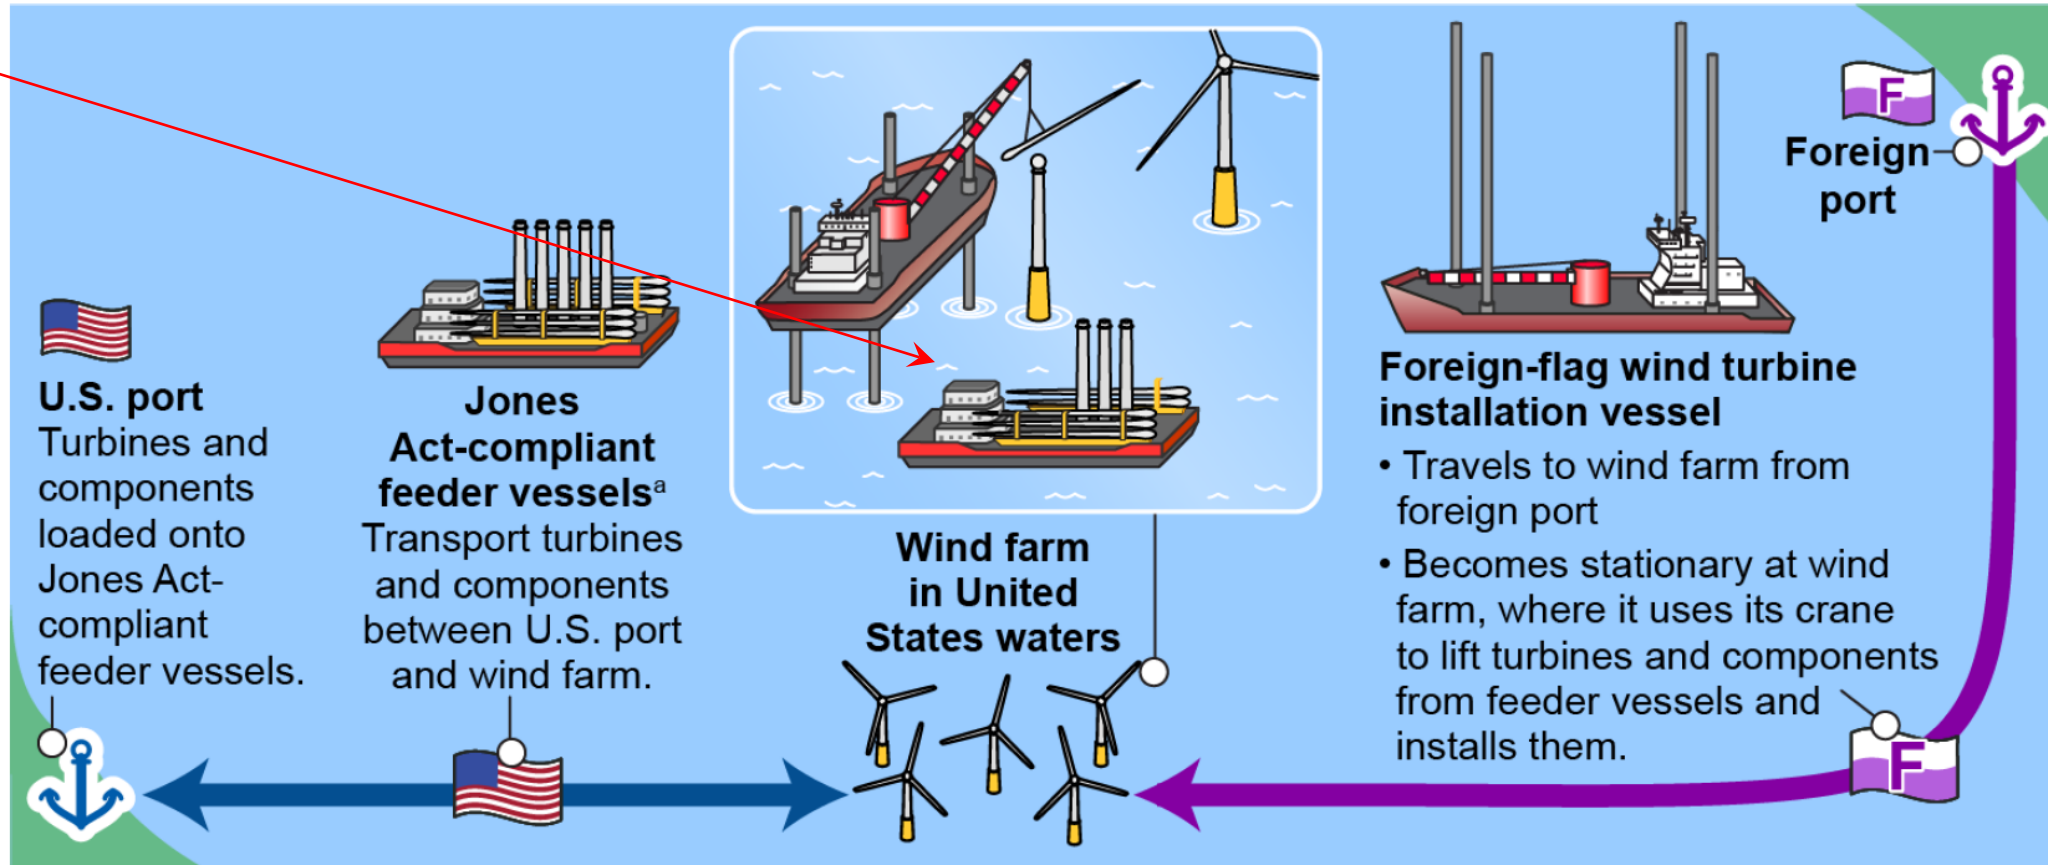 U.S. port
Turbines and
components
loaded onto
Jones Act-
compliant
feeder vessels.
Jones
Act-compliant
feeder vesselsᵃ
Transport turbines
and components
between U.S. port
and wind farm.
Wind farm
in United
States waters
F
Foreign
port
Foreign-flag wind turbine
installation vessel
• Travels to wind farm from
foreign port
• Becomes stationary at wind
farm, where it uses its crane
to lift turbines and components
from feeder vessels and
installs them.
F